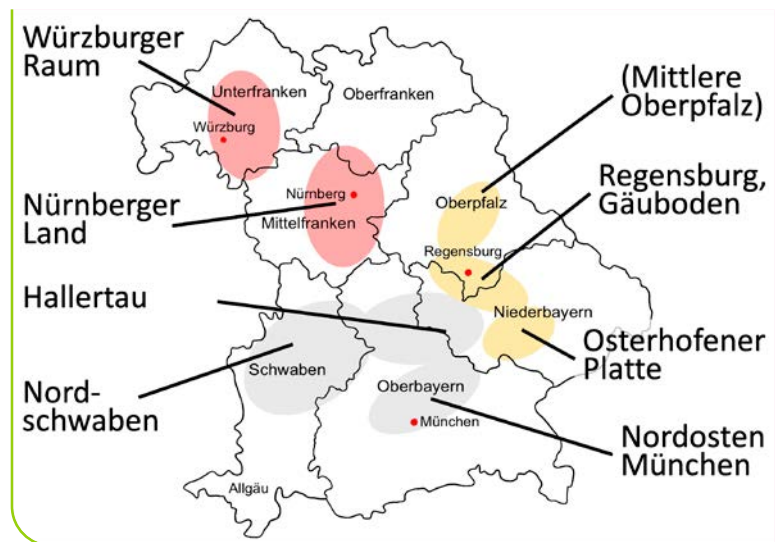 Würzburger
Raum
(Mittlere
Oberpfalz)
Unterfranken
Oberfranken
Würzburg
Regensburg,
Gäuboden
Nürnberger
Land
Nürnberg
Mittelfranken
Oberpfalz
Regensburg
Hallertau
Niederbayern
Osterhofener
Platte
Nord-
schwaben
Schwaben
Oberbayern
München
Nordosten
München
Allgäu